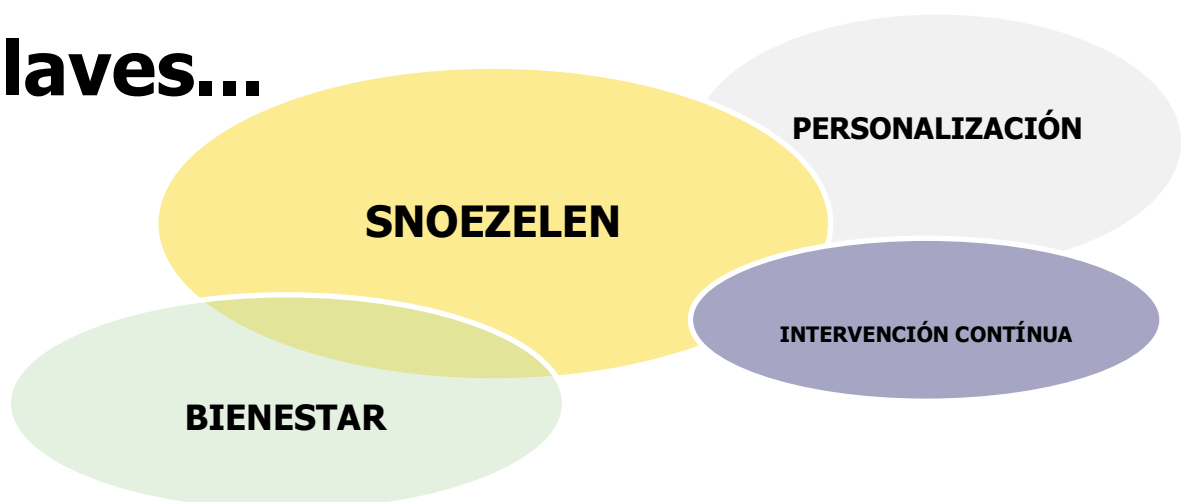 laves...
PERSONALIZACIÓN
SNOEZELEN
INTERVENCIÓN CONTÍNUA
BIENESTAR